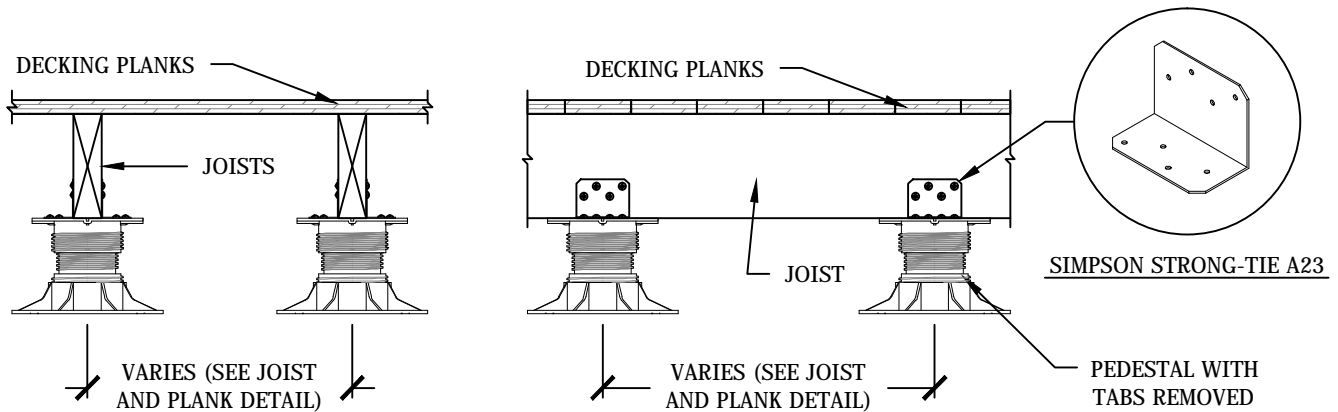 DECKING PLANKS
JOISTS
VARIES (SEE JOIST
AND PLANK DETAIL)
DECKING PLANKS
JOIST
VARIES (SEE JOIST
AND PLANK DETAIL)
SIMPSON STRONG-TIE A23
PEDESTAL WITH
TABS REMOVED